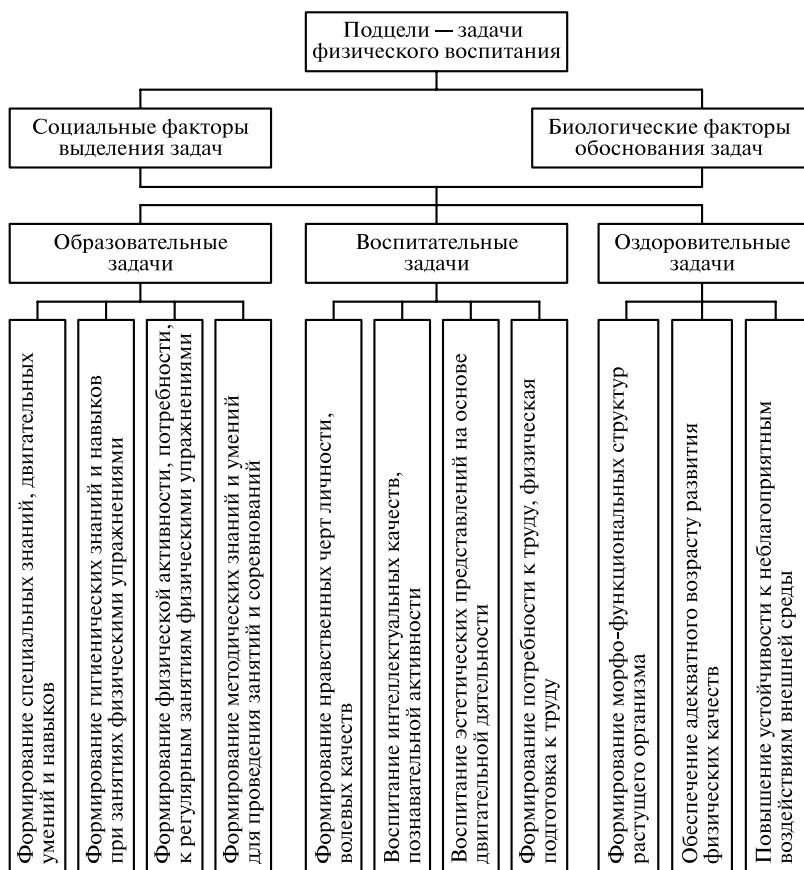 Подцели — задачи
физического воспитания
Социальные факторы
выделения задач
Биологические факторы
обоснования задач
Образовательные
задачи
Воспитательные
задачи
Оздоровительные
задачи
Формирование специальных знаний, двигательных
умений и навыков
Формирование гигиенических знаний и навыков
при занятиях физическими упражнениями
Формирование физической активности, потребности,
к регулярным занятиям физическими упражнениями
Формирование методических знаний и умений
для проведения занятий и соревнований
Формирование нравственных черт личности,
волевых качеств
Воспитание интеллектуальных качеств,
познавательной активности
Воспитание эстетических представлений на основе
двигательной дятельности
Формирование потребности к труду, физическая
подготовка к труду
Формирование морфо-функциональных структур
растущего организма
Обеспечение адекватного возрасту развития
физических качеств
Повышение устойчивости к неблагоприятным
воздействиям внешней среды